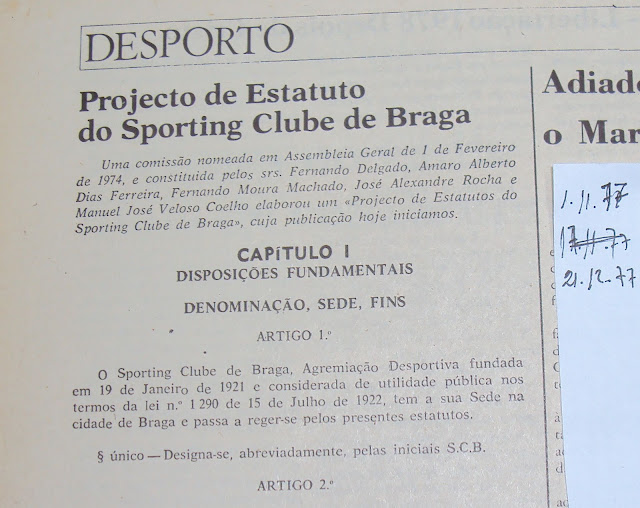 DESPORTO
Projecto de Estatuto
do Sporting Clube de Braga
Uma comissão nomeada em Assembleia Geral de 1 de Fevereiro
de 1974, e constituida pelos srs. Fernando Delgado, Amaro Alberto
Dias Ferreira, Fernando Moura Machado, José Alexandre Rocha e
Manuel José Veloso Coelho elaborou um «Projecto de Estatutos do
Sporting Clube de Braga», cuja publicação hoje iniciamos.
CAPÍTULO I
DISPOSIÇÕES FUNDAMENTAIS
DENOMINAÇÃO, SEDE, FINS
ARTIGO 1.º
O Sporting Clube de Braga, Agremiação Desportiva fundada
em 19 de Janeiro de 1921 e considerada de utilidade pública nos
termos da lei n.º 1 290 de 15 de Julho de 1922, tem a sua Sede na
cidade de Braga e passa a reger-se pelos presentes estatutos.
§ único — Designa-se, abreviadamente, pelas iniciais S.C.B.
ARTIGO 2.º
Adiado
o Mar
1.11.77
17.11.77
21.12.77